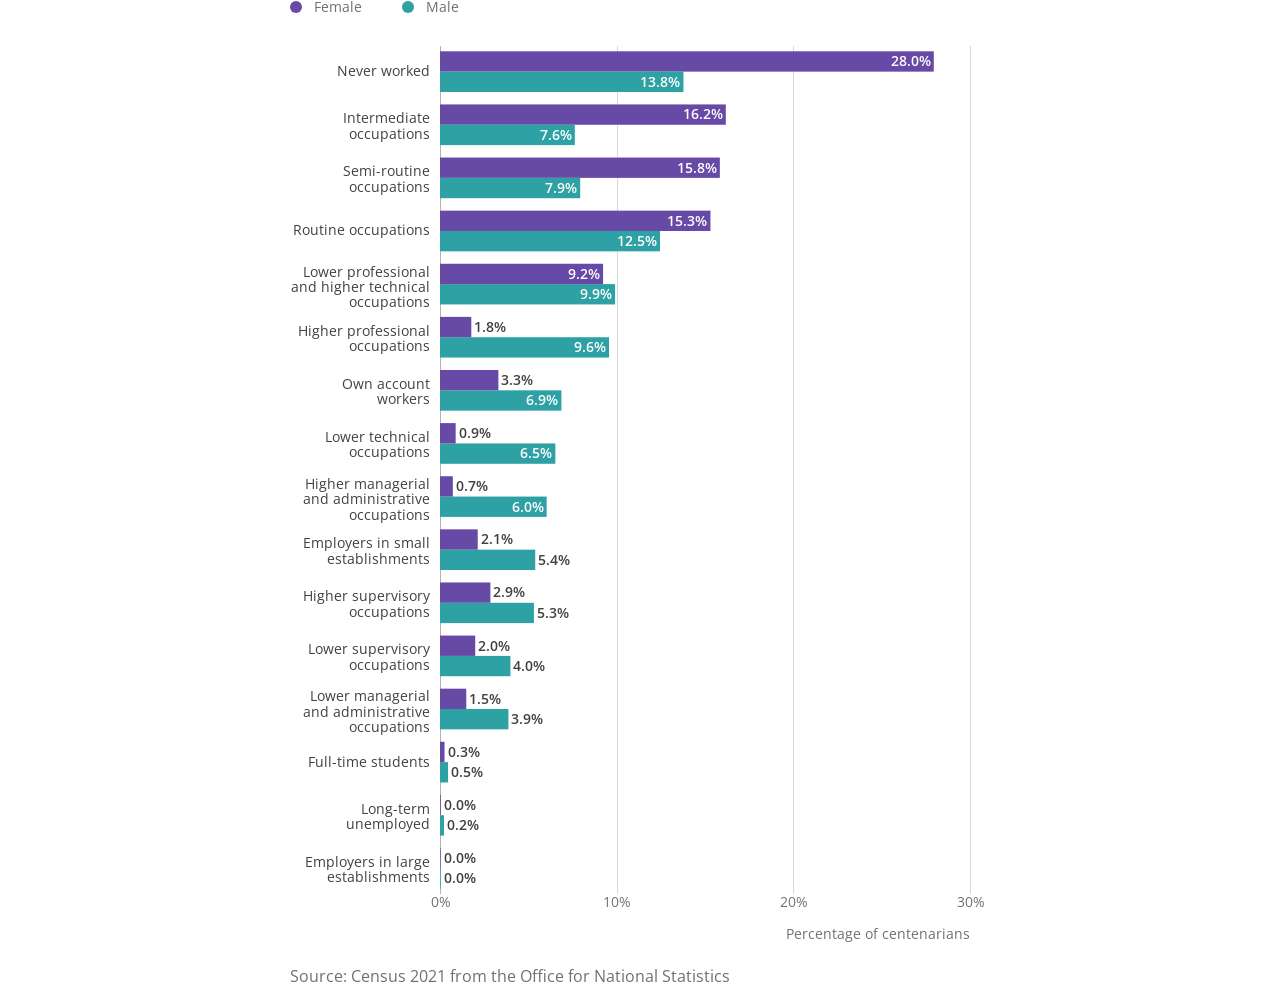 Female Male
Never worked
28.0%
13.8%
Intermediate
occupations
16.2%
7.6%
Semi-routine
occupations
15.8%
7.9%
Routine occupations
15.3%
12.5%
Lower professional
and higher technical
occupations
9.2%
9.9%
Higher professional
occupations
1.8%
9.6%
Own account
workers
3.3%
6.9%
Lower technical
occupations
0.9%
6.5%
Higher managerial
and administrative
occupations
0.7%
6.0%
Employers in small
establishments
2.1%
5.4%
Higher supervisory
occupations
2.9%
5.3%
Lower supervisory
occupations
2.0%
4.0%
Lower managerial
and administrative
occupations
1.5%
3.9%
Full-time students
0.3%
0.5%
Long-term
unemployed
0.0%
0.2%
Employers in large
establishments
0.0%
0.0%
0% 10% 20% 30%
Percentage of centenarians
Source: Census 2021 from the Office for National Statistics